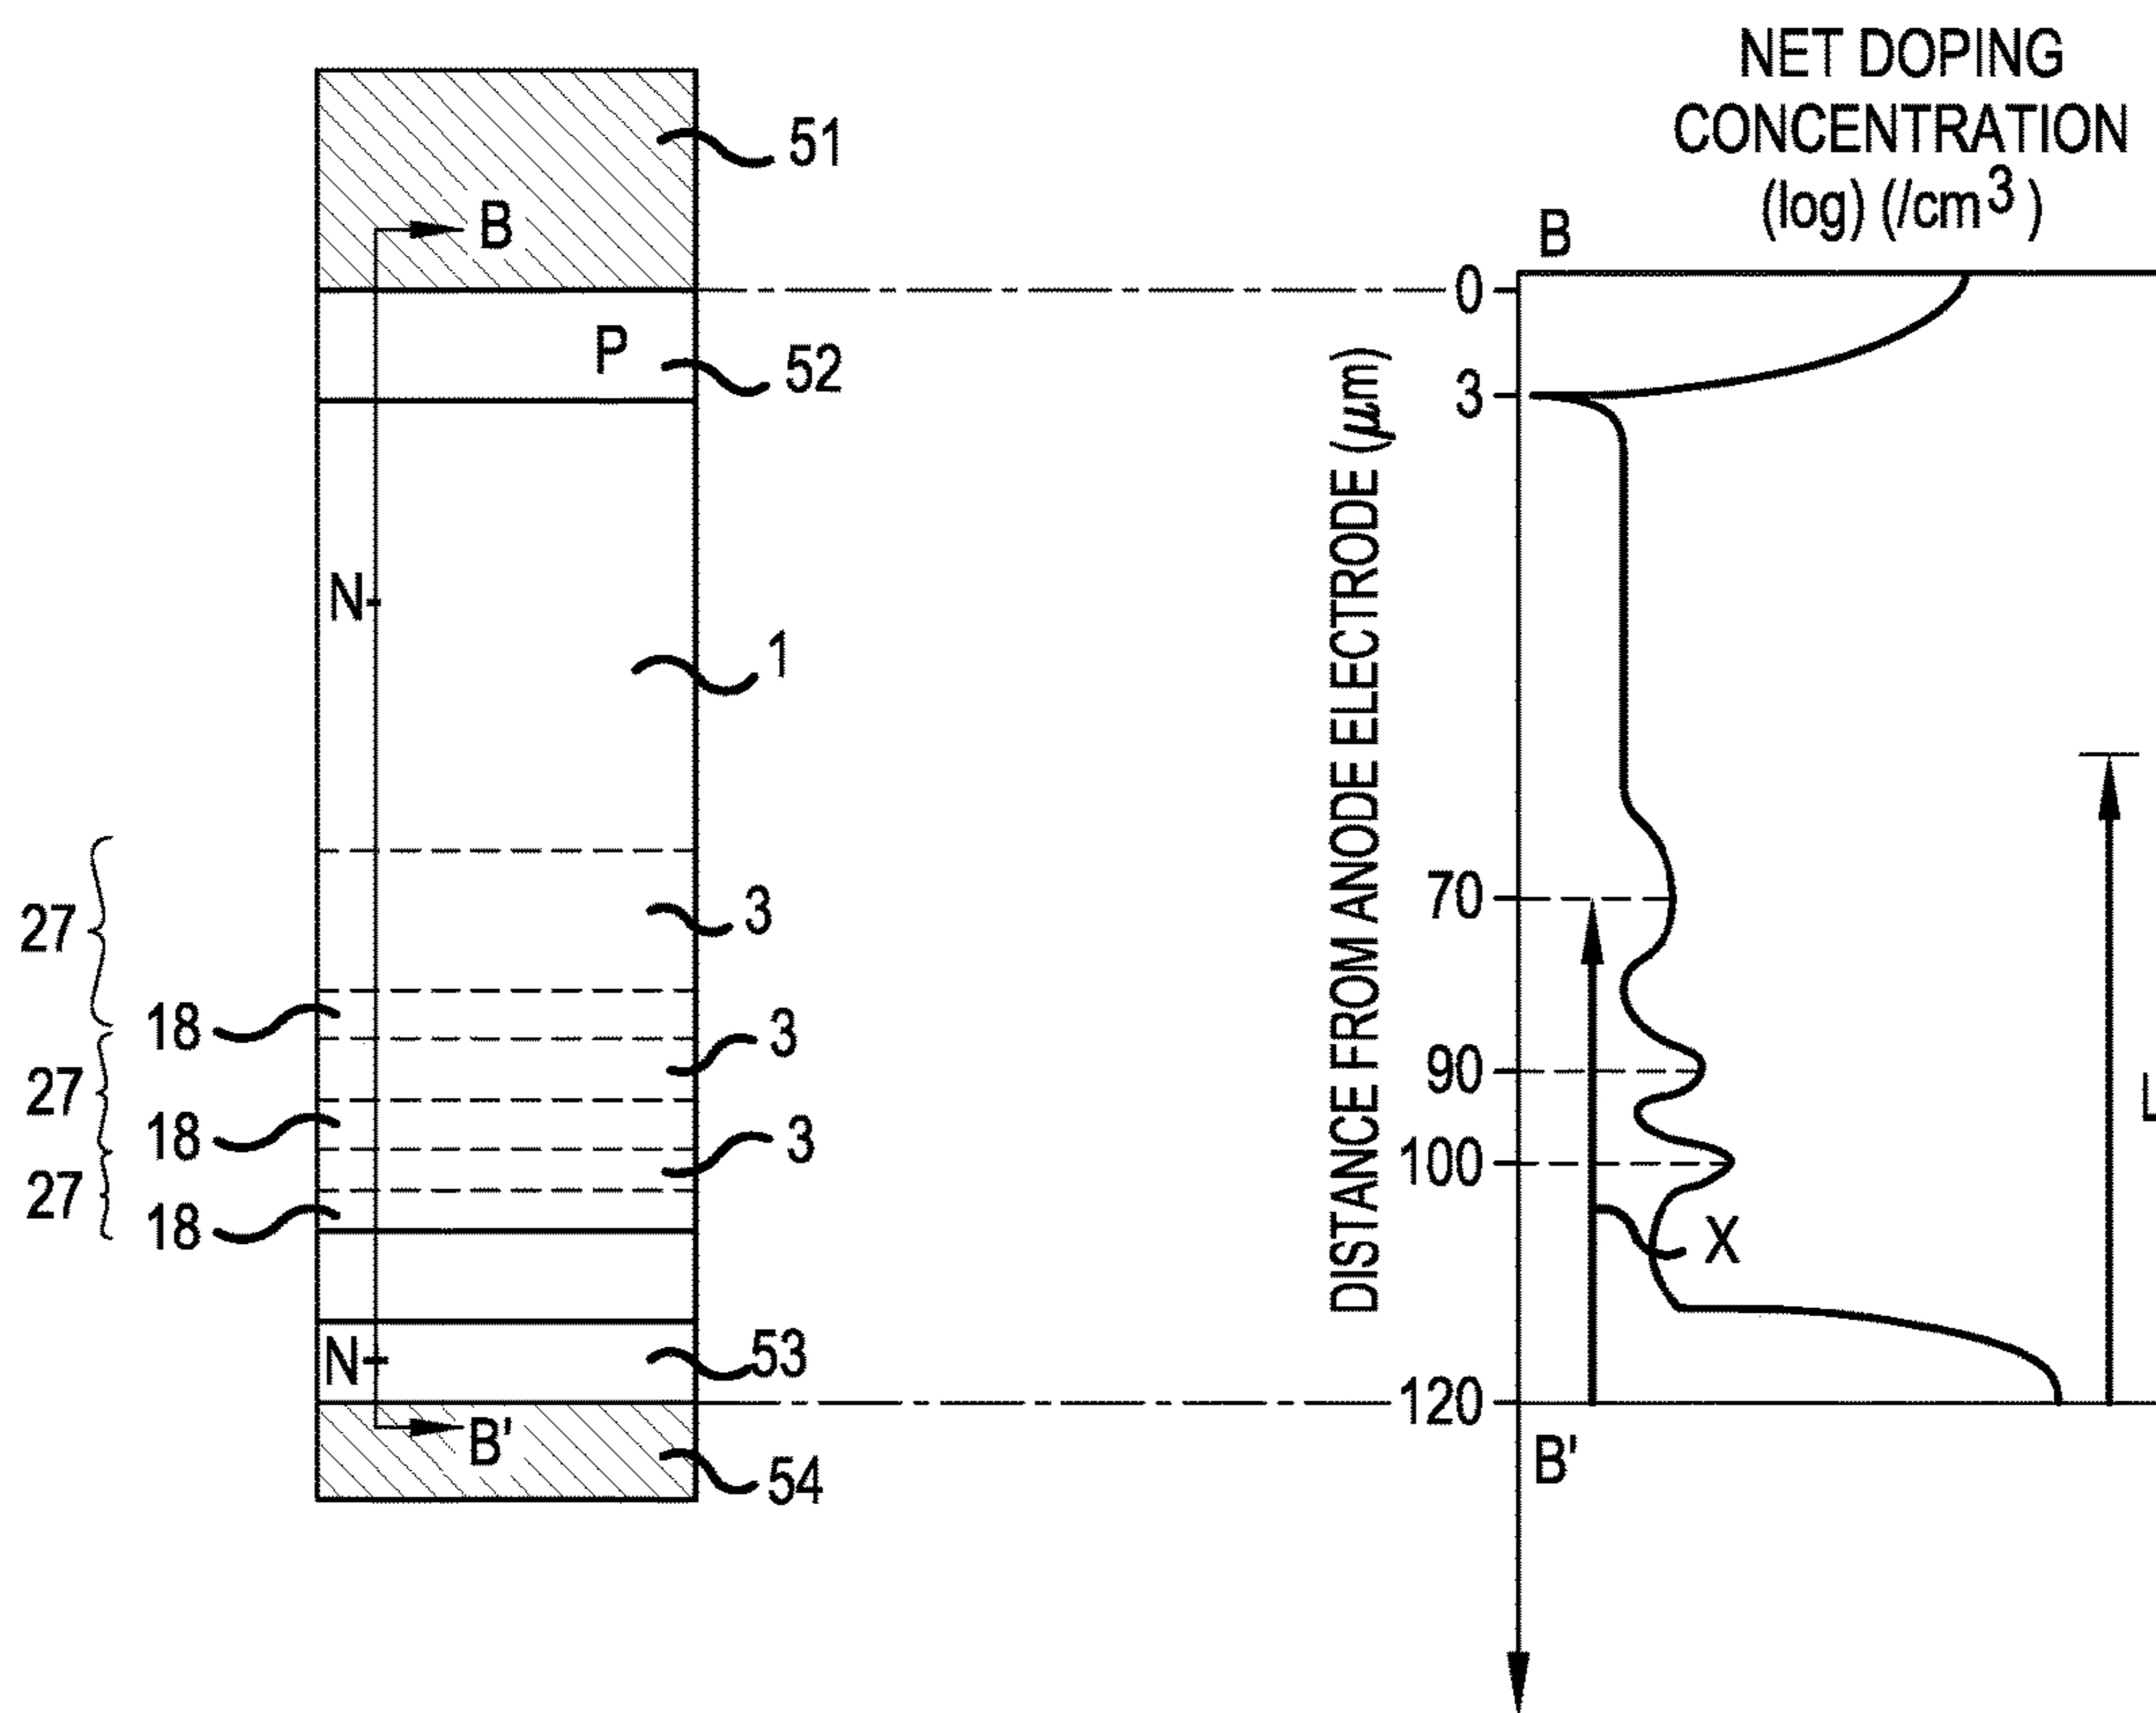 NET DOPING
CONCENTRATION
(log) (/cm3)
B
0
3
70
90
100
120
B'
DISTANCE FROM ANODE ELECTRODE (μm)
X
L
51
B
P
52
N-
1
27
3
18
27
3
18
27
3
18
N+
53
B'
54